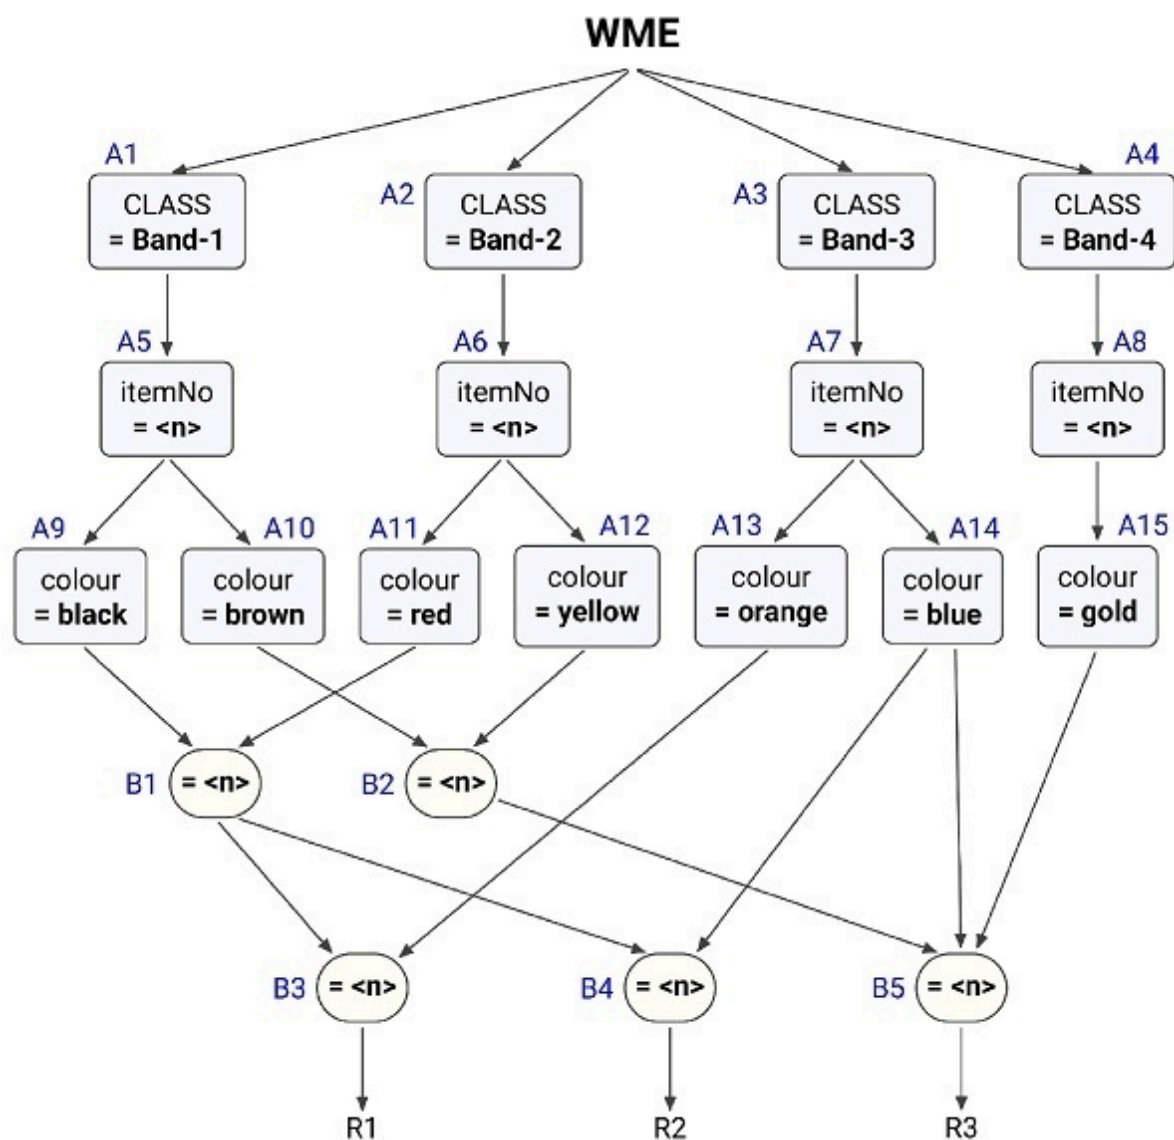 WME
A1
CLASS
= Band-1
A2
CLASS
= Band-2
A3
CLASS
= Band-3
A4
CLASS
= Band-4
A5
itemNo
= <n>
A6
itemNo
= <n>
A7
itemNo
= <n>
A8
itemNo
= <n>
A9
colour
= black
A10
colour
= brown
A11
colour
= red
A12
colour
= yellow
A13
colour
= orange
A14
colour
= blue
A15
colour
= gold
B1
= <n>
B2
= <n>
B3
= <n>
B4
= <n>
B5
= <n>
R1
R2
R3